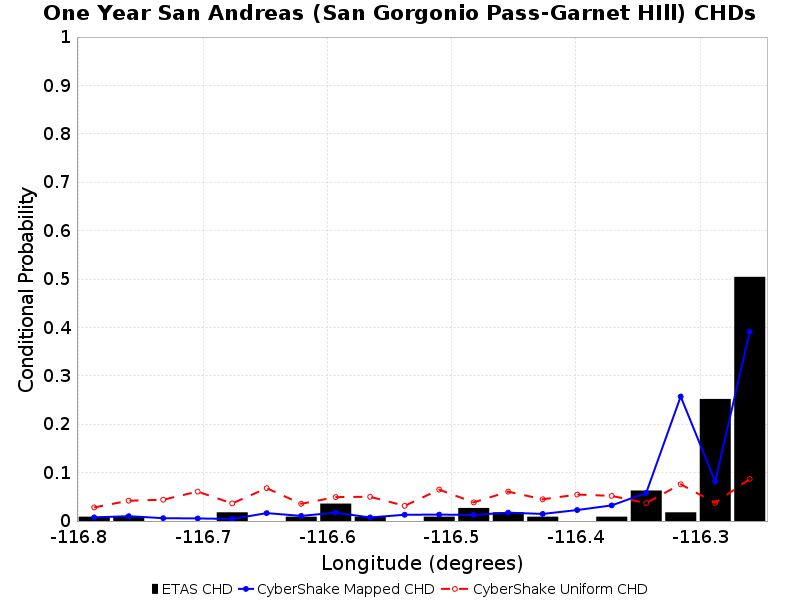 One Year San Andreas (San Gorgonio Pass-Garnet HIll) CHDs
1
0.9
0.8
0.7
0.6
0.5
0.4
0.3
0.2
0.1
0
Conditional Probability
-116.8 -116.7 -116.6 -116.5 -116.4 -116.3
Longitude (degrees)
ETAS CHD CyberShake Mapped CHD CyberShake Uniform CHD